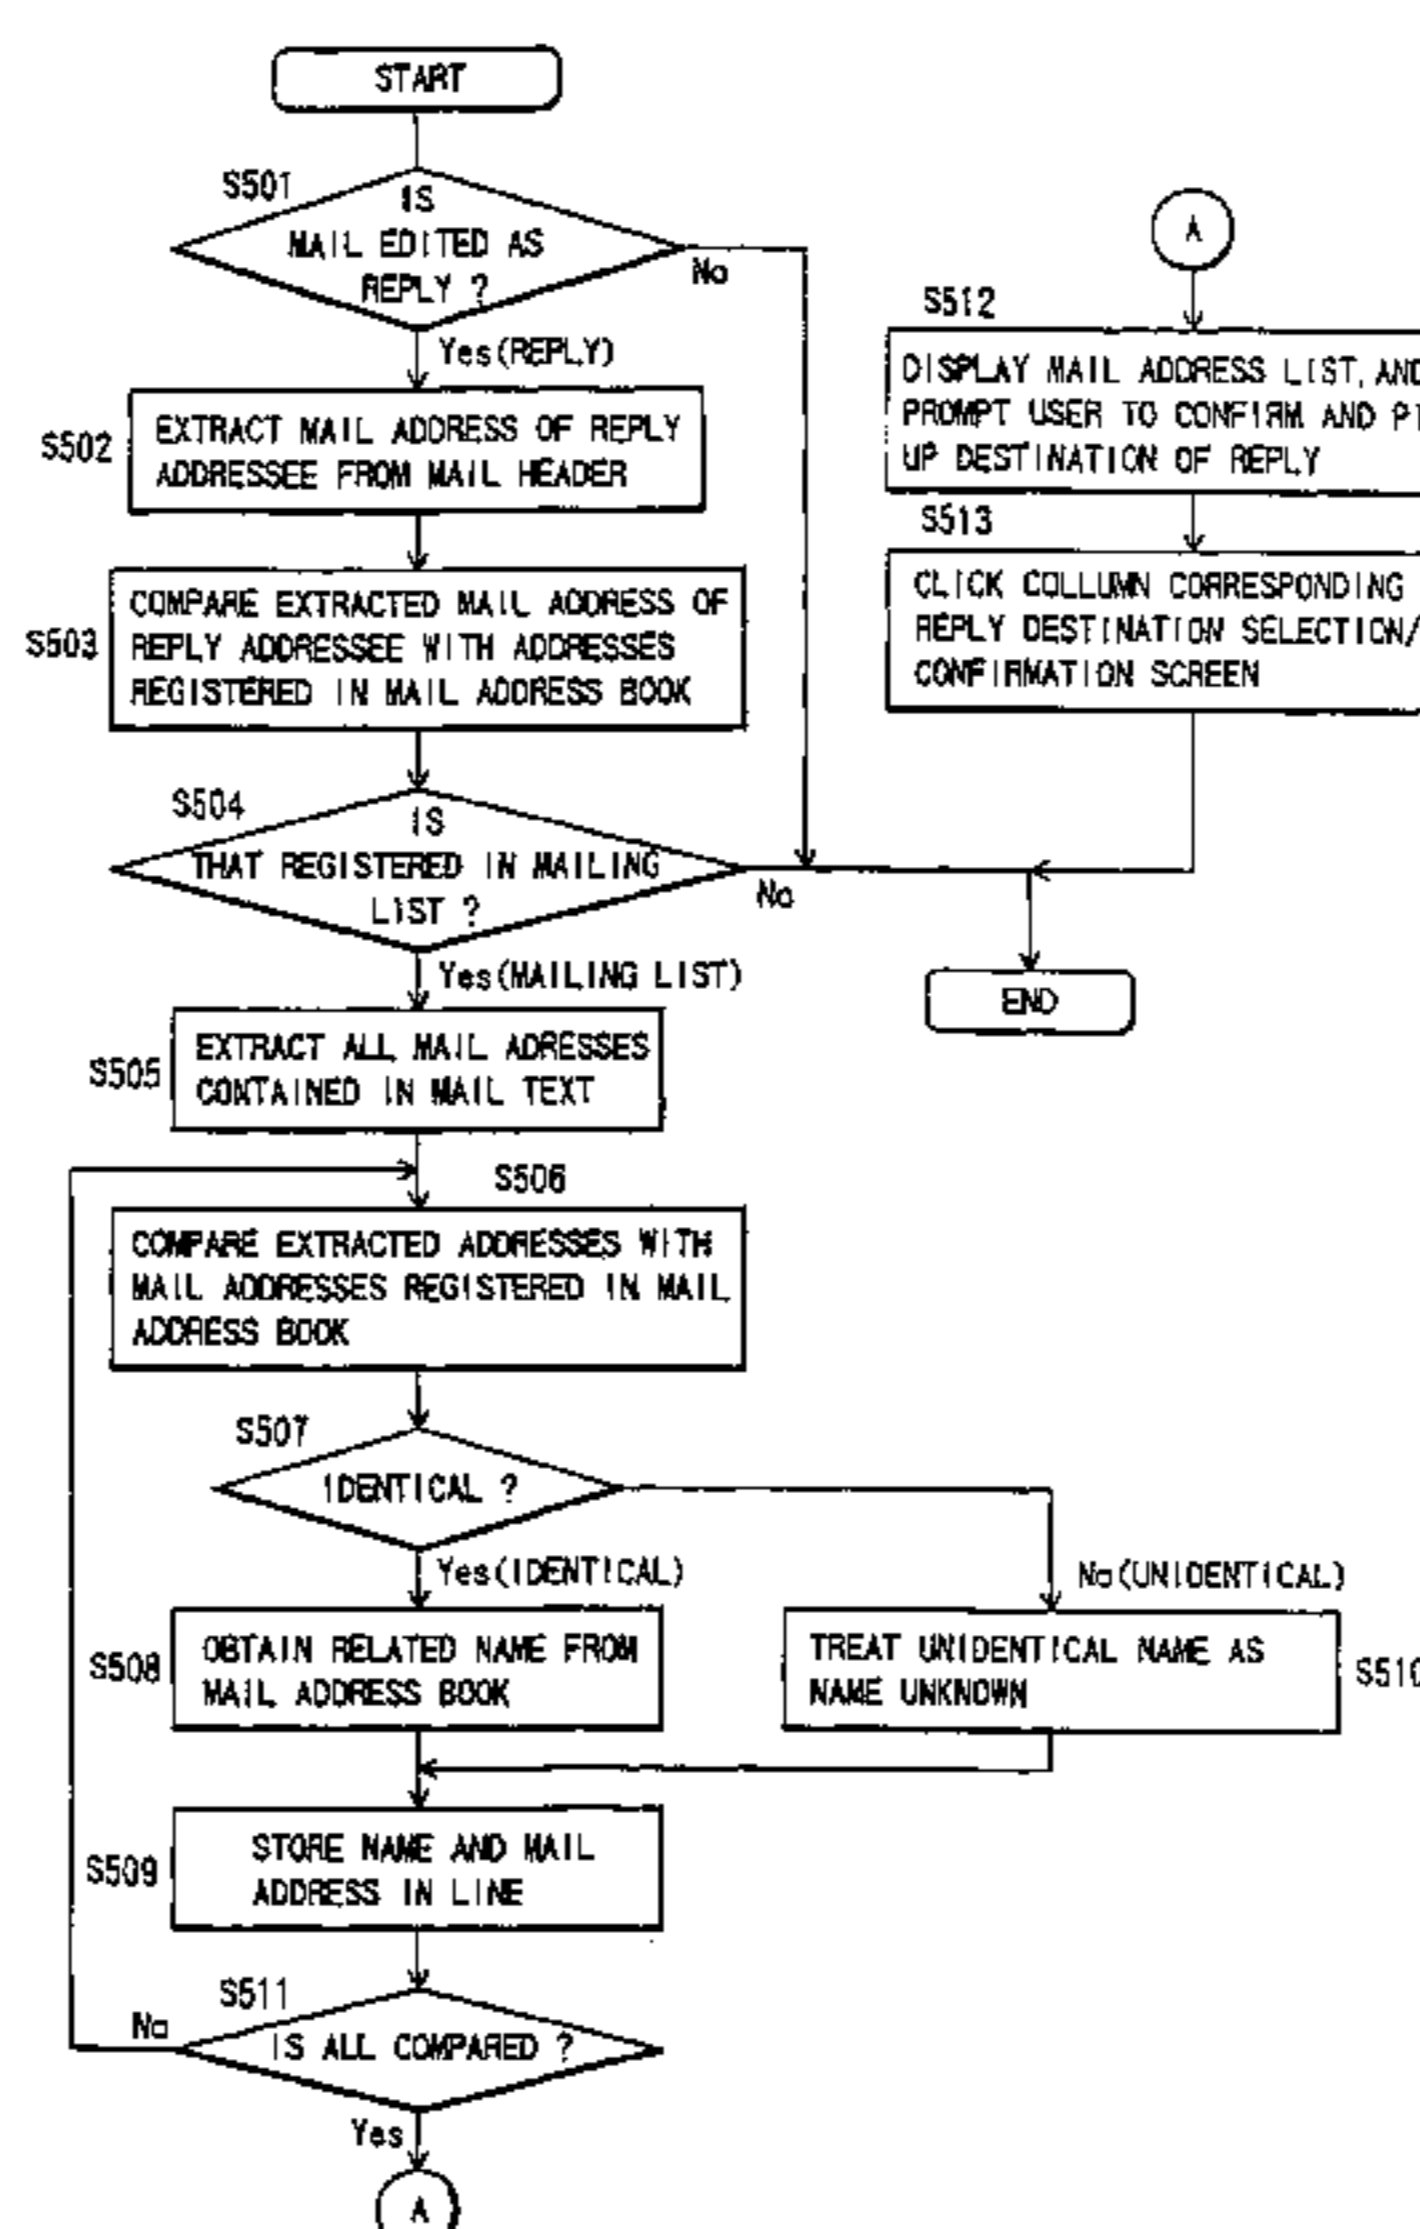 START
S501
IS
MAIL EDITED AS
REPLY ?
No
Yes(REPLY)
S502
EXTRACT MAIL ADDRESS OF REPLY
ADDRESSEE FROM MAIL HEADER
S503
COMPARE EXTRACTED MAIL ADDRESS OF
REPLY ADDRESSEE WITH ADDRESSES
REGISTERED IN MAIL ADDRESS BOOK
S504
IS
THAT REGISTERED IN MAILING
LIST ?
No
Yes(MAILING LIST)
S505
EXTRACT ALL MAIL ADRESSES
CONTAINED IN MAIL TEXT
S506
COMPARE EXTRACTED ADDRESSES WITH
MAIL ADDRESSES REGISTERED IN MAIL
ADDRESS BOOK
S507
IDENTICAL ?
Yes(IDENTICAL)
No(UNIDENTICAL)
S508
OBTAIN RELATED NAME FROM
MAIL ADDRESS BOOK
TREAT UNIDENTICAL NAME AS
NAME UNKNOWN
S510
S509
STORE NAME AND MAIL
ADDRESS IN LINE
S511
No
IS ALL COMPARED ?
Yes
A
A
S512
DISPLAY MAIL ADDRESS LIST, AND
PROMPT USER TO CONFIRM AND
UP DESTINATION OF REPLY
S513
CLICK COLLUMN CORRESPONDING
REPLY DESTINATION SELECTION/
CONFIRMATION SCREEN
END